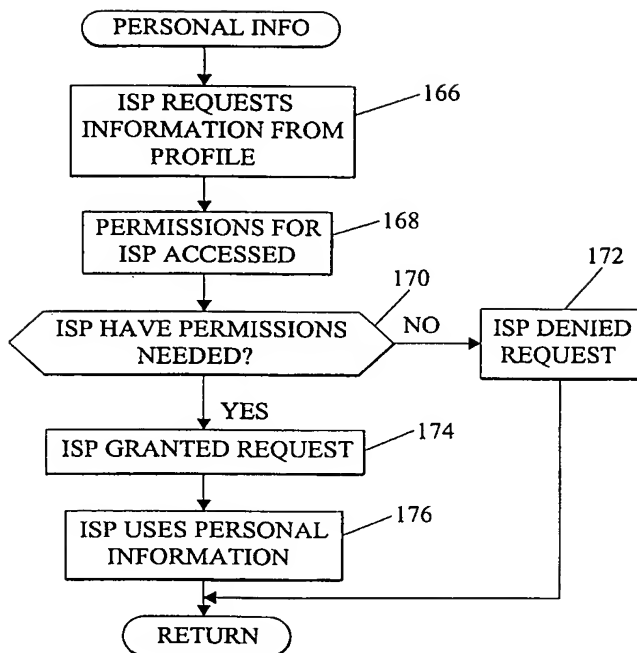 PERSONAL INFO
ISP REQUESTS
INFORMATION FROM
PROFILE
166
PERMISSIONS FOR
ISP ACCESSED
168
170
ISP HAVE PERMISSIONS
NEEDED?
NO
172
ISP DENIED
REQUEST
YES
ISP GRANTED REQUEST
174
ISP USES PERSONAL
INFORMATION
176
RETURN